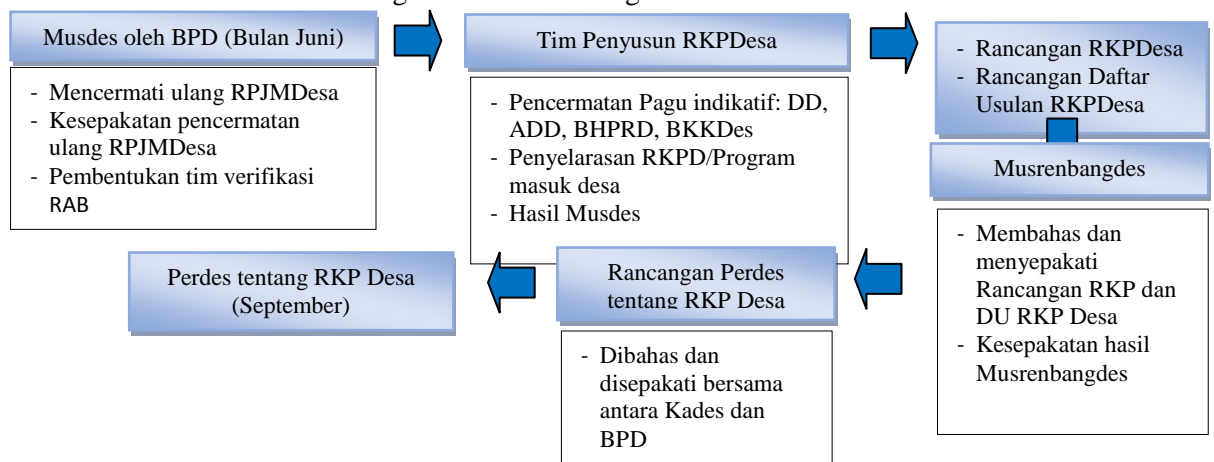 Musdes oleh BPD (Bulan Juni)
- Mencermati ulang RPJMDesa
- Kesepakatan pencermatan
ulang RPJMDesa
- Pembentukan tim verifikasi
RAB
Tim Penyusun RKPDesa
- Pencermatan Pagu indikatif: DD,
ADD, BHPRD, BKKDes
- Penyelarasan RKPD/Program
masuk desa
- Hasil Musdes
- Rancangan RKPDesa
- Rancangan Daftar
Usulan RKPDesa
Musrenbangdes
- Membahas dan
menyepakati
Rancangan RKP dan
DU RKP Desa
- Kesepakatan hasil
Musrenbangdes
Rancangan Perdes
tentang RKP Desa
- Dibahas dan
disepakati bersama
antara Kades dan
BPD
Perdes tentang RKP Desa
(September)